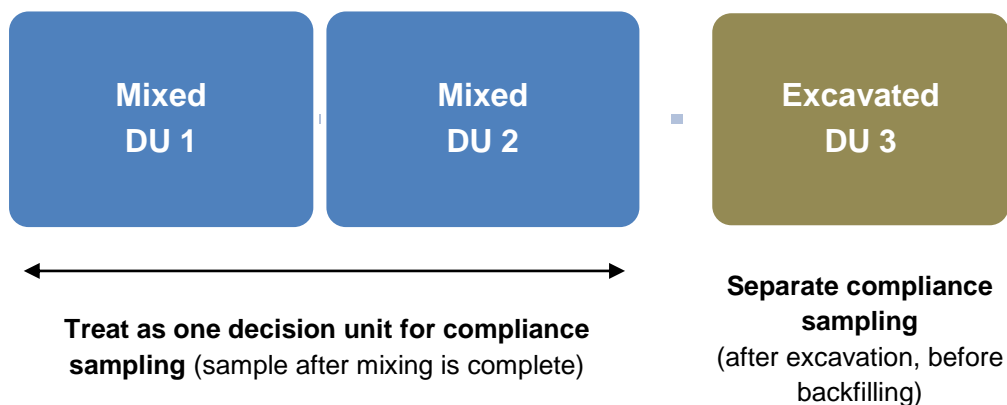 Mixed
DU 1
Mixed
DU 2
Excavated
DU 3
Treat as one decision unit for compliance
sampling (sample after mixing is complete)
Separate compliance
sampling
(after excavation, before
backfilling)